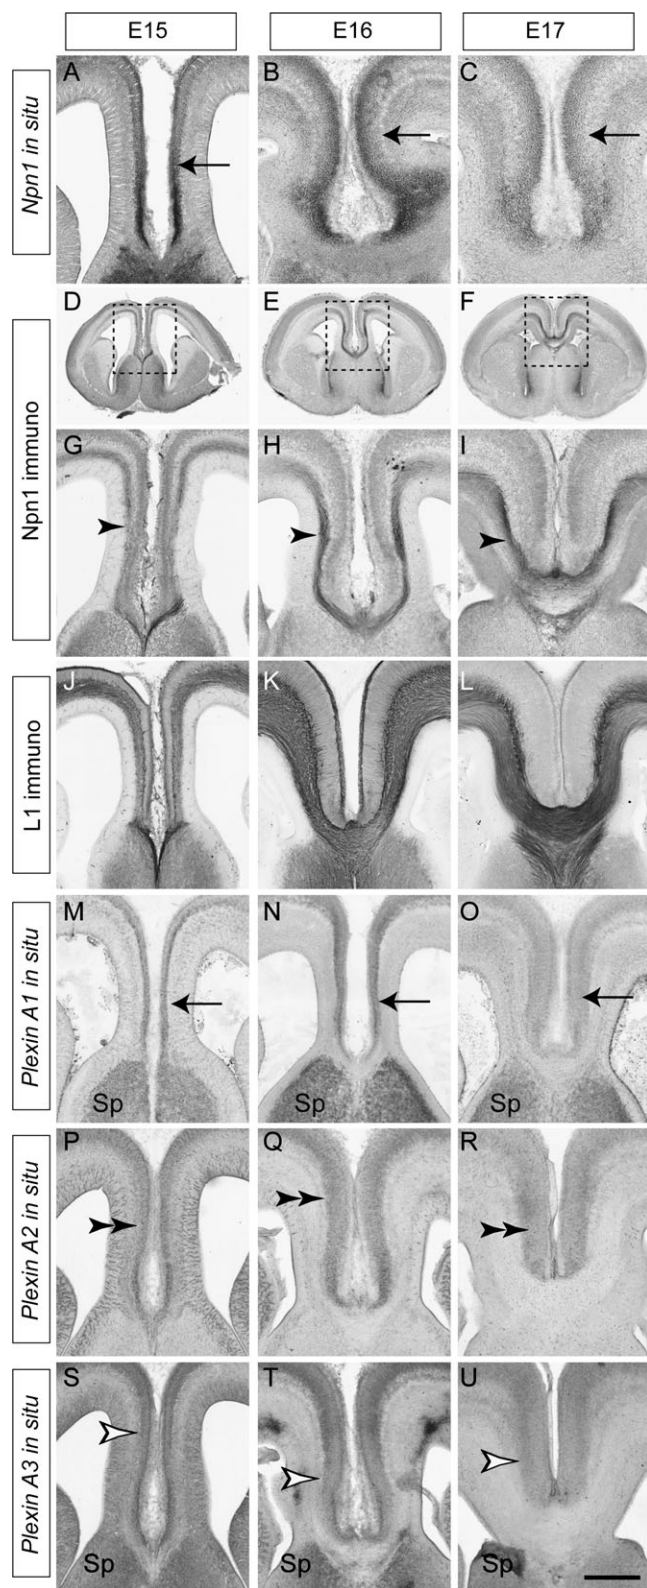 E15 E16 E17
Npn1 in situ
A B C
Npn1 immuno
D E F
G H I
L1 immuno
J K L
Plexin A1 in situ
M N O
Sp Sp
Plexin A2 in situ
P Q R
Plexin A3 in situ
S T U
Sp Sp Sp